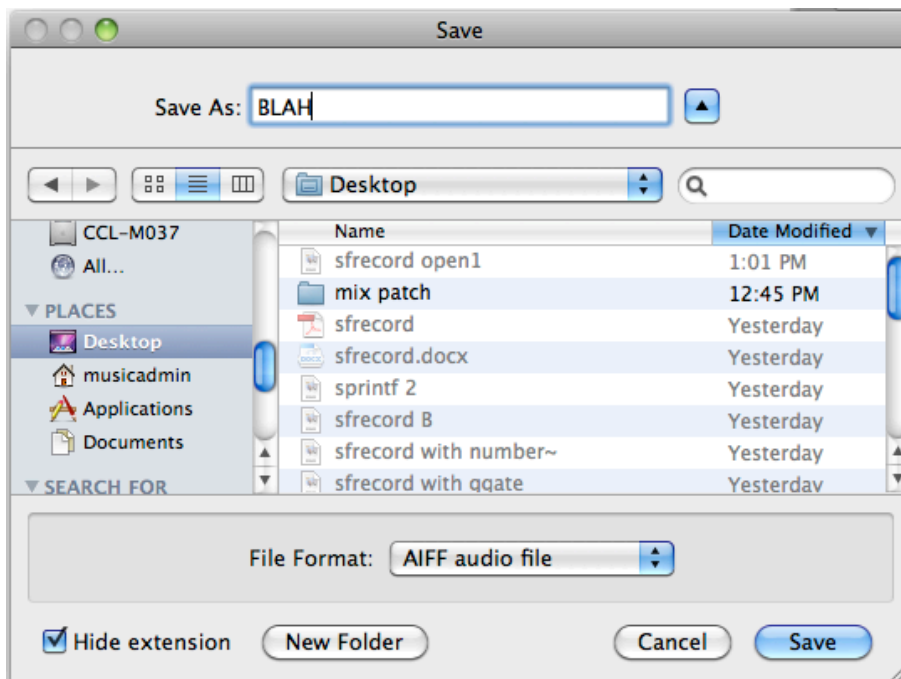 Save
Save As: BLAH
Desktop
CCL-M037
All...
PLACES
Desktop
musicadmin
Applications
Documents
SEARCH FOR
Name Date Modified
sfrecord open1 1:01 PM
mix patch 12:45 PM
sfrecord Yesterday
sfrecord.docx Yesterday
sprintf 2 Yesterday
sfrecord B Yesterday
sfrecord with number~ Yesterday
sfrecord with ggate Yesterday
File Format: AIFF audio file
Hide extension New Folder Cancel Save